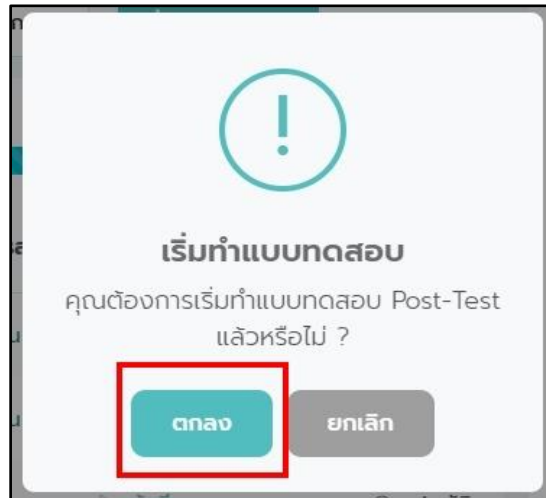 เริ่มทำแบบทดสอบ
คุณต้องการเริ่มทำแบบทดสอบ Post-Test
แล้วหรือไม่ ?
ตกลง
ยกเลิก